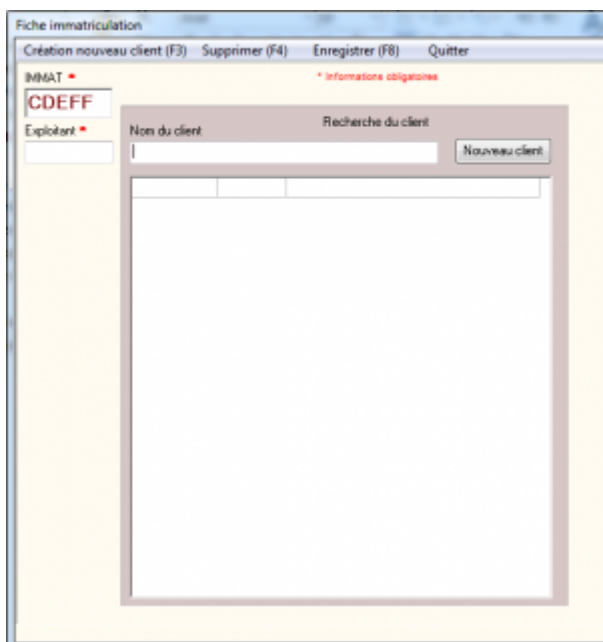 Fiche immatriculation
Création nouveau client (F3) Supprimer (F4) Enregistrer (F8) Quitter
IMMAT * * Informations obligatoires
CDEFF
Exploitant * Nom du client Recherche du client
Nouveau client